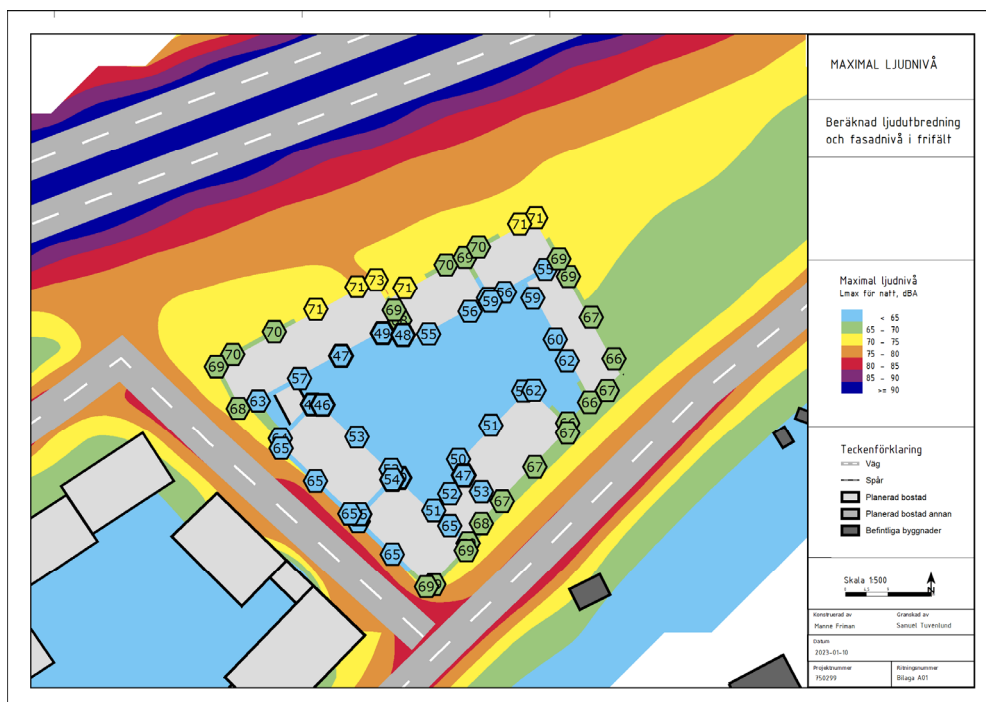 MAXIMAL LJUDNIVÅ
Beräknad ljudutbredning
och fasadnivå i frifält
Maximal ljudnivå
Lmax för natt, dBA
< 65
65 - 70
70 - 75
75 - 80
80 - 85
85 - 90
>= 90
Teckenförklaring
Väg
Spår
Planerad bostad
Planerad bostad annan
Befintliga byggnader
Skala 1:500
N
Konstruerad av
Granskad av
Manne Friman
Samuel Tuvenlund
Datum
2023-01-10
Projektnummer
Ritningsnummer
750299
Bilaga A01
71 71
70 69 70
69 69
55
71 73 71
56 59 56 59
71 69
67
70
49 48 55
60
69 70
47
62 66
57
68 63
46
62 67
66
53
51
66
67
65
50
67
54
47
65
52 53
67
65
51
65
68
69
65
69